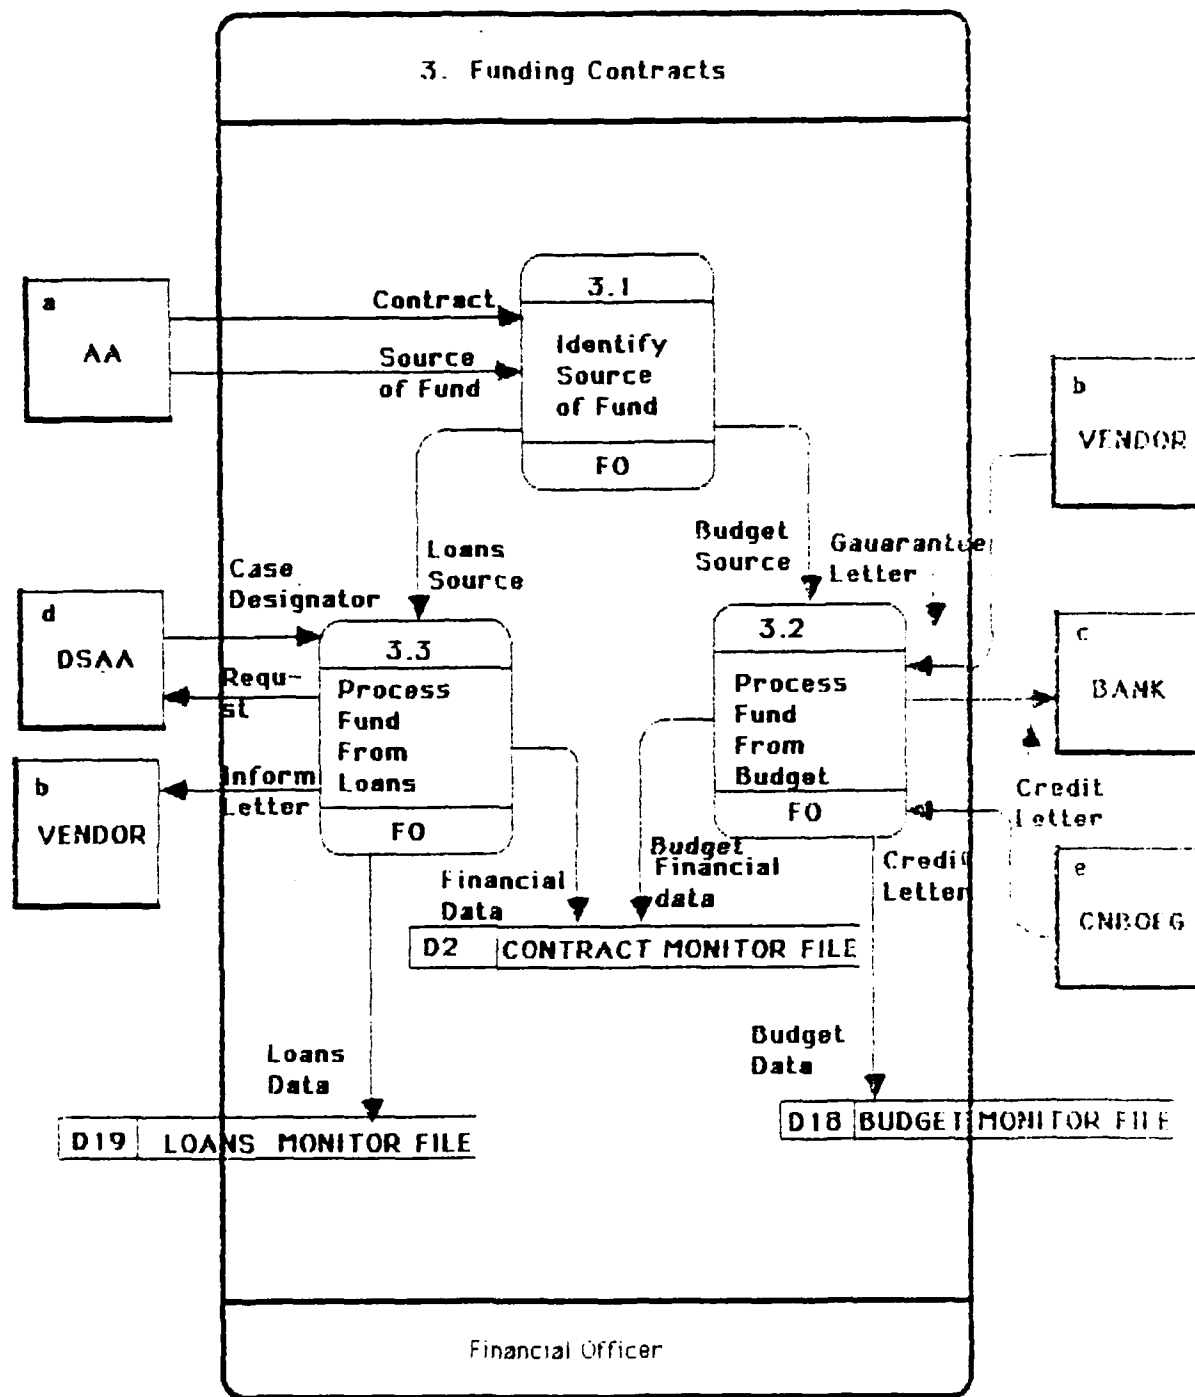 3. Funding Contracts
a
AA
Contract
Source
of Fund
3.1
Identify
Source
of Fund
FO
b
VENDOR
Loans
Source
Budget
Source
Gauarantee
Letter
Case
Designator
d
DSAA
Requ-
st
3.3
Process
Fund
From
Loans
FO
3.2
Process
Fund
From
Budget
FO
c
BANK
b
VENDOR
Inform
Letter
Credit
Letter
Financial
Data
Budget
Financial
data
Credit
Letter
e
CNBOEG
D2 CONTRACT MONITOR FILE
Loans
Data
Budget
Data
D19 LOANS MONITOR FILE
D18 BUDGET MONITOR FILE
Financial Officer